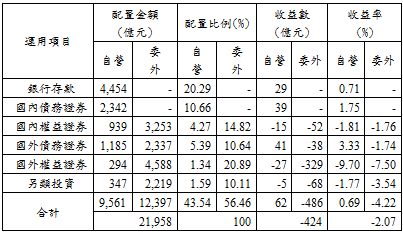 運用項目 配置金額(億元) 配置比例(%) 收益數(億元) 收益率(%)
自營 委外 自營 委外 自營 委外 自營 委外
銀行存款 4,454 - 20.29 - 29 - 0.71 -
國內債務證券 2,342 - 10.66 - 39 - 1.75 -
國內權益證券 939 3,253 4.27 14.82 -15 -52 -1.81 -1.76
國外債務證券 1,185 2,337 5.39 10.64 41 -38 3.33 -1.74
國外權益證券 294 4,588 1.34 20.89 -27 -329 -9.70 -7.50
另類投資 347 2,219 1.59 10.11 -5 -68 -1.77 -3.54
合計 9,561 12,397 43.54 56.46 62 -486 0.69 -4.22
21,958 100 -424 -2.07